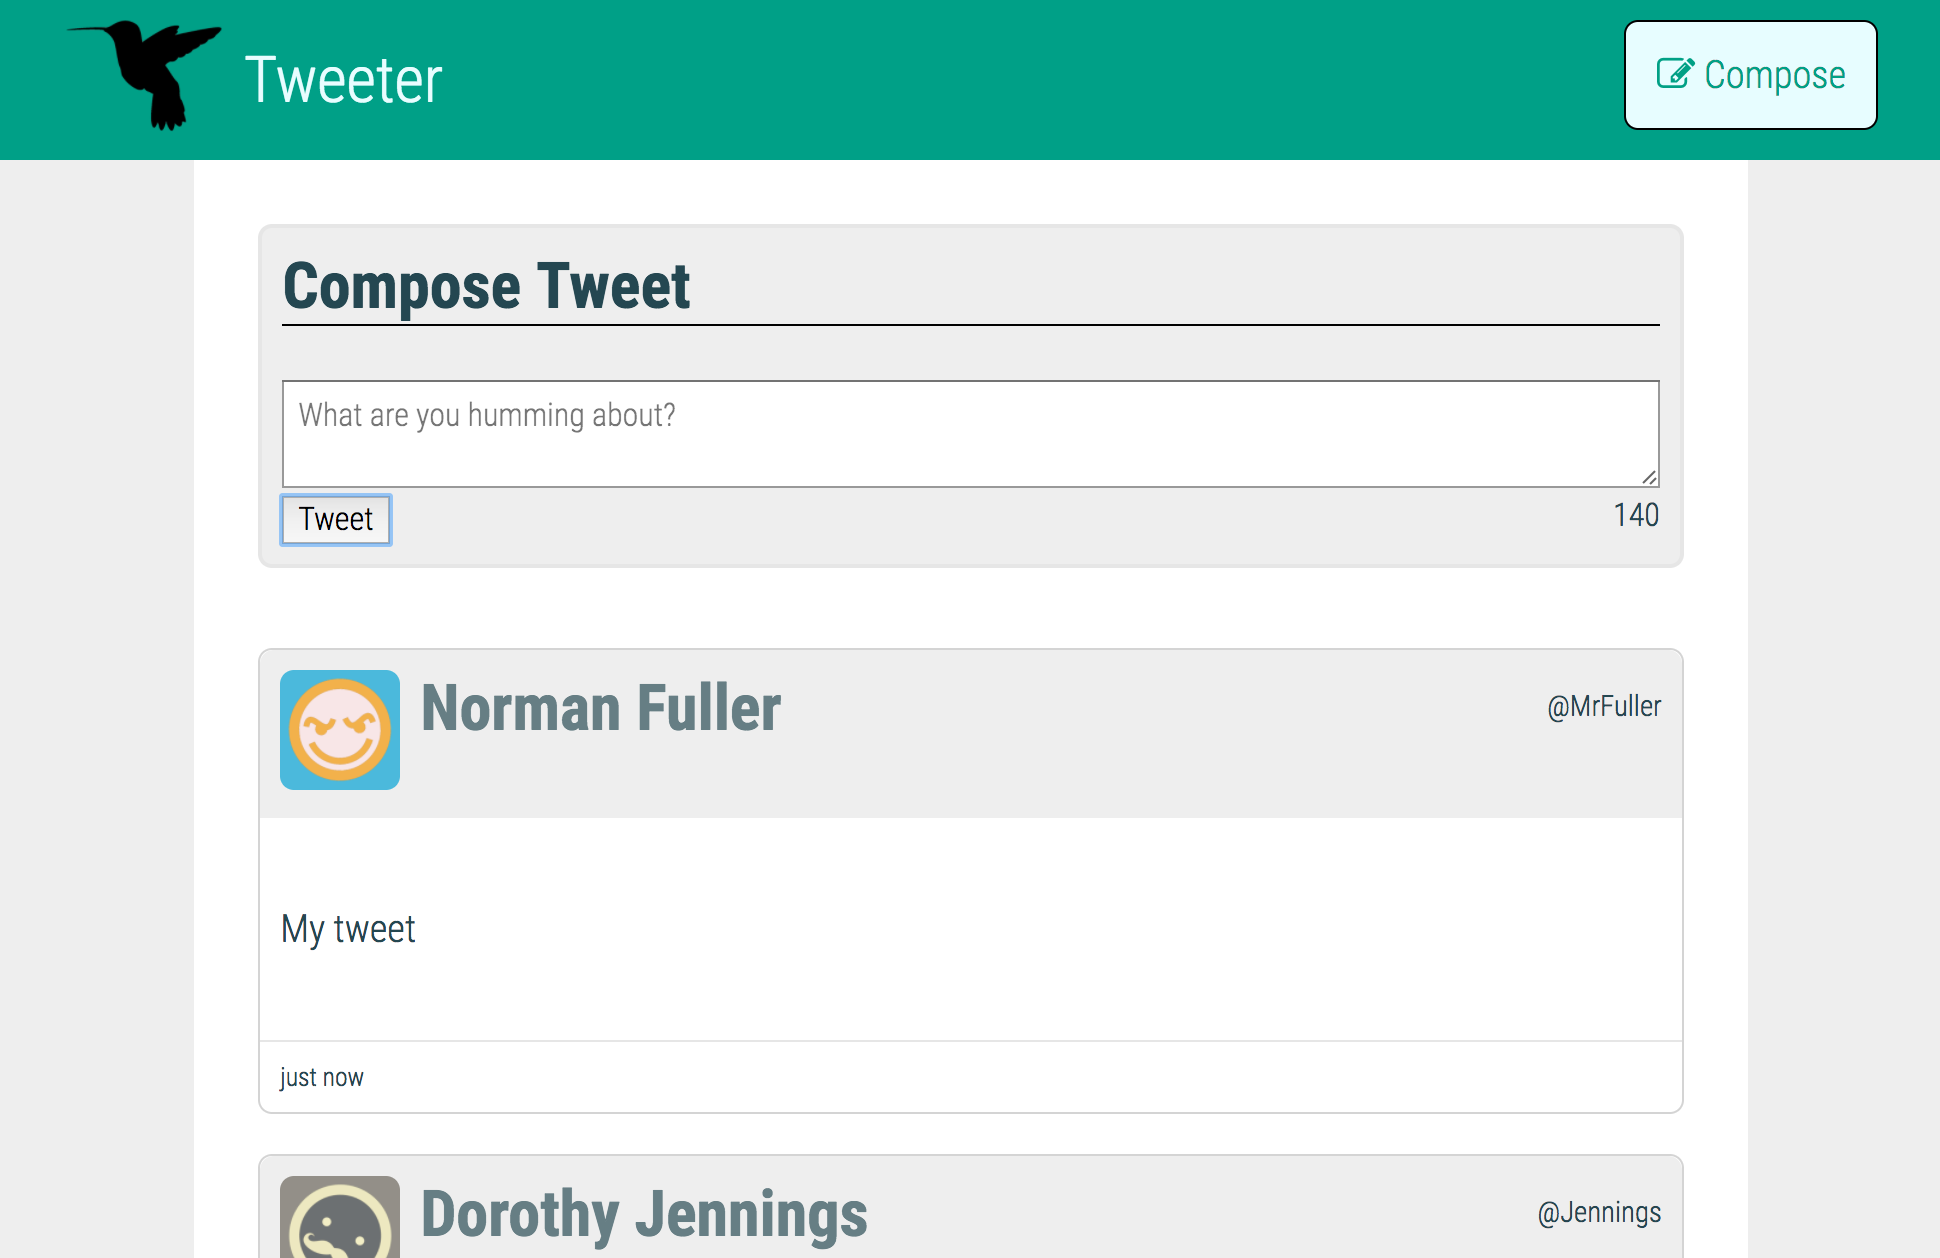 Tweeter
Compose
Compose Tweet
What are you humming about?
Tweet
140
Norman Fuller
@MrFuller
My tweet
just now
Dorothy Jennings
@Jennings